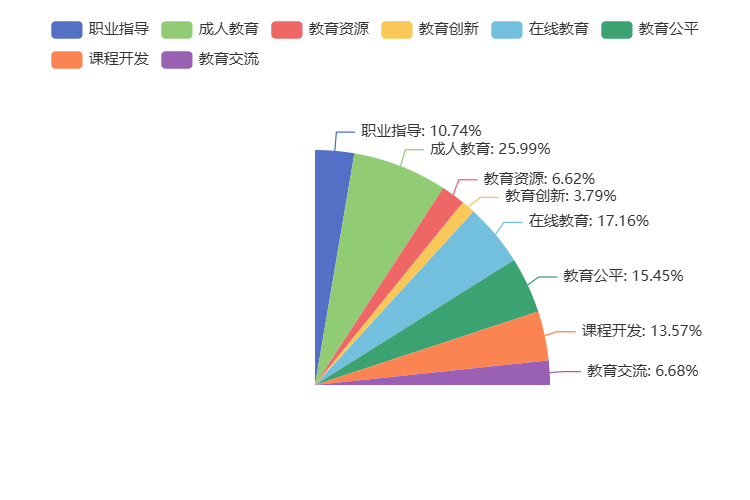 职业指导 成人教育 教育资源 教育创新 在线教育 教育公平
课程开发 教育交流
职业指导: 10.74%
成人教育: 25.99%
教育资源: 6.62%
教育创新: 3.79%
在线教育: 17.16%
教育公平: 15.45%
课程开发: 13.57%
教育交流: 6.68%